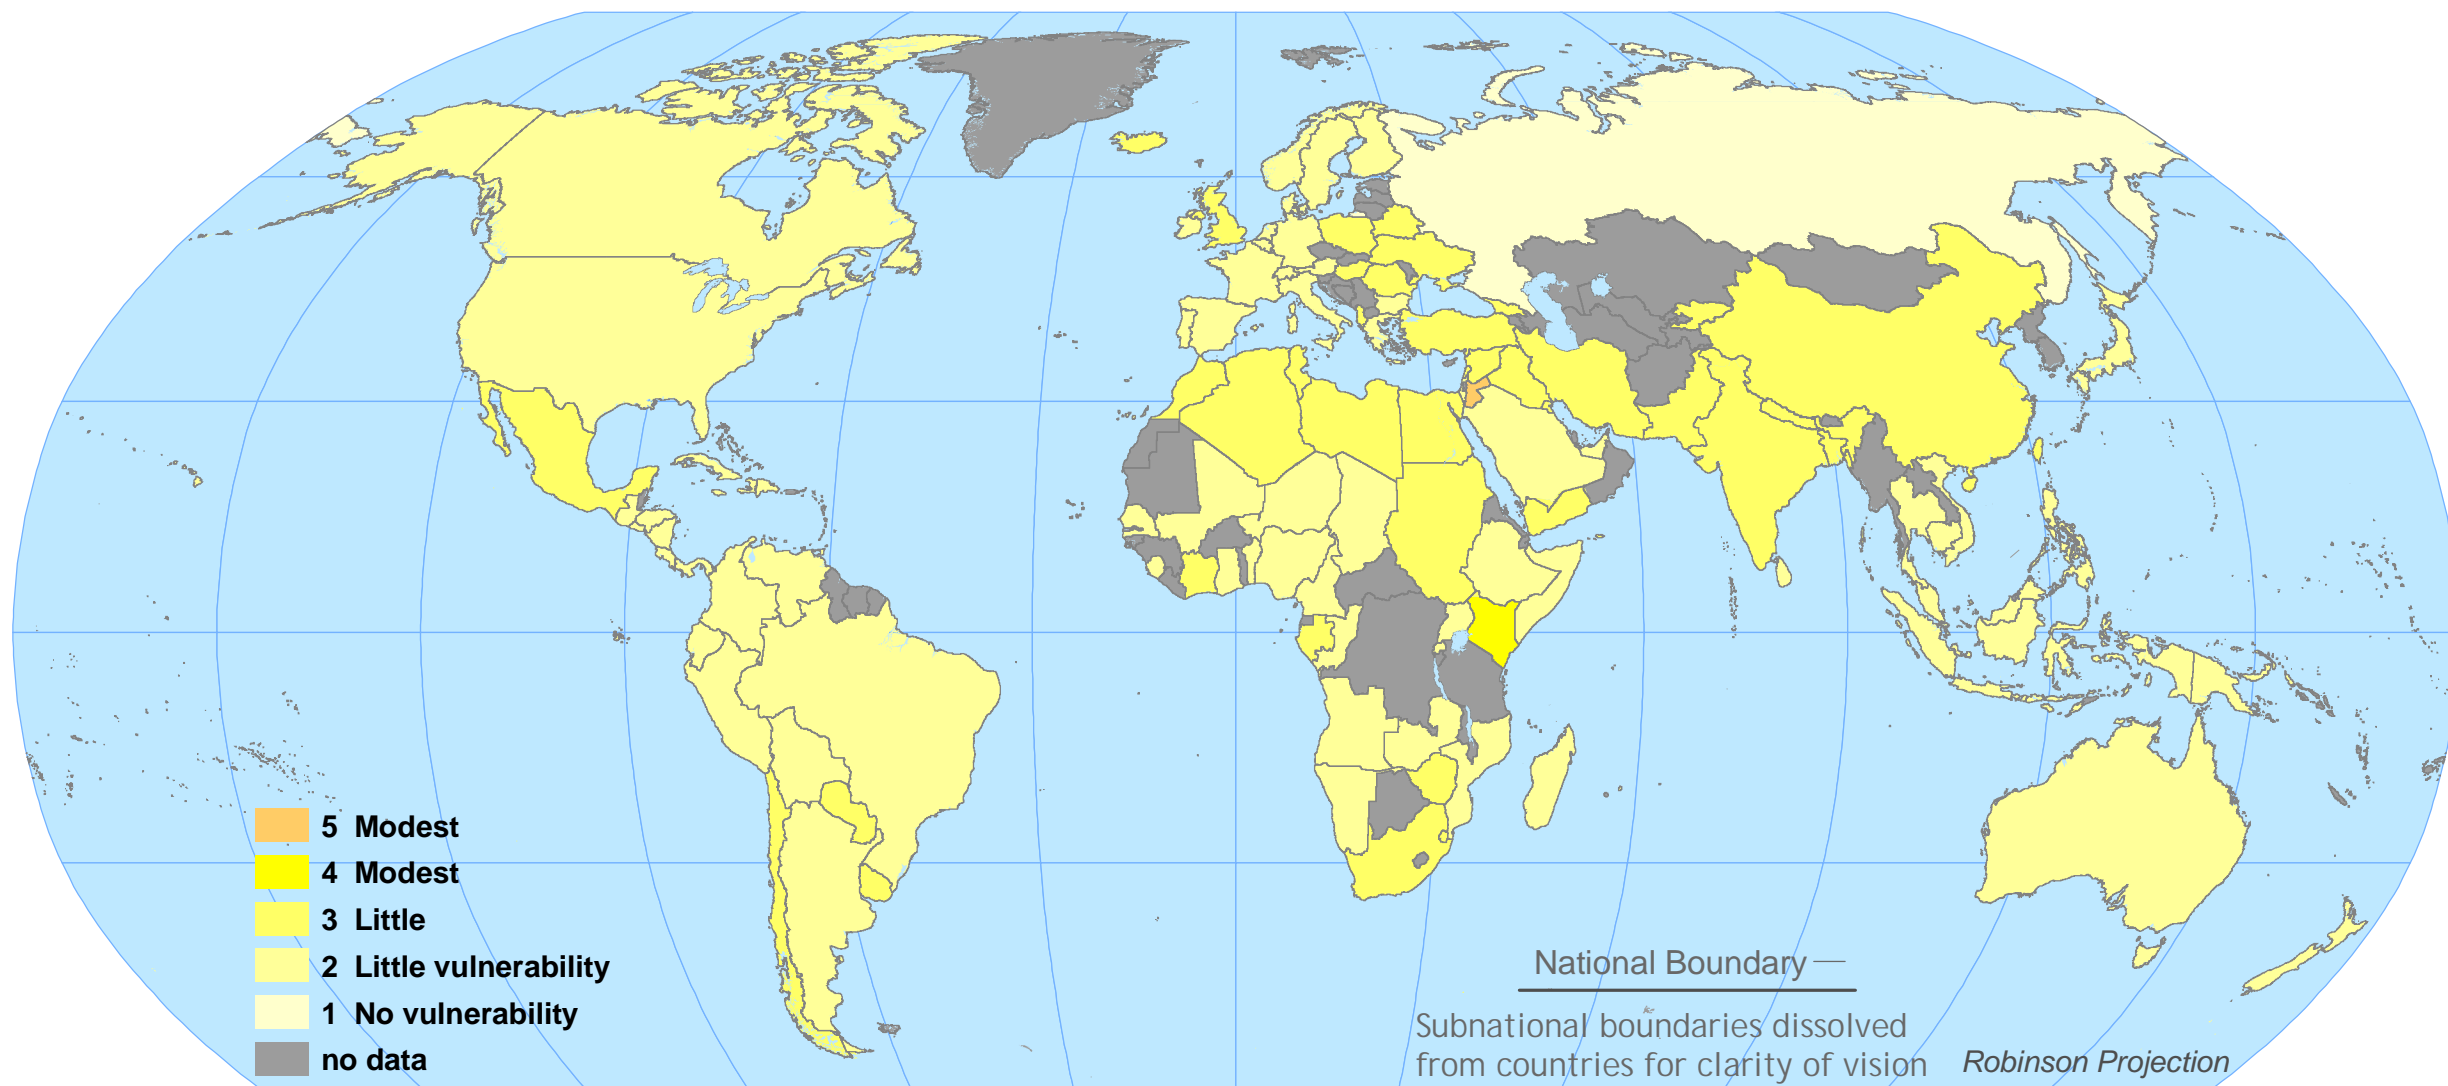 5 Modest
4 Modest
3 Little
2 Little vulnerability
1 No vulnerability
no data
National Boundary
Subnational boundaries dissolved
from countries for clarity of vision
Robinson Projection